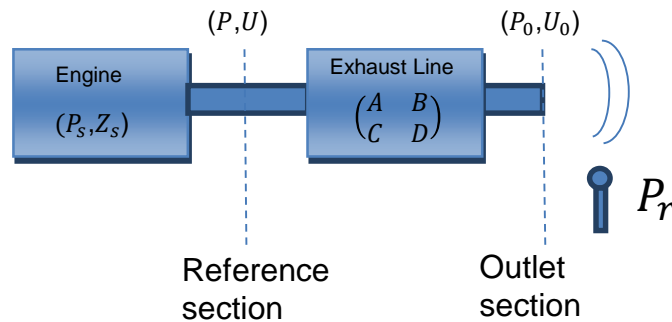 (P,U)
(P₀,U₀)
Engine
(Pₛ,Zₛ)
Exhaust Line
(A B
C D)
Pᵣ
Reference
section
Outlet
section